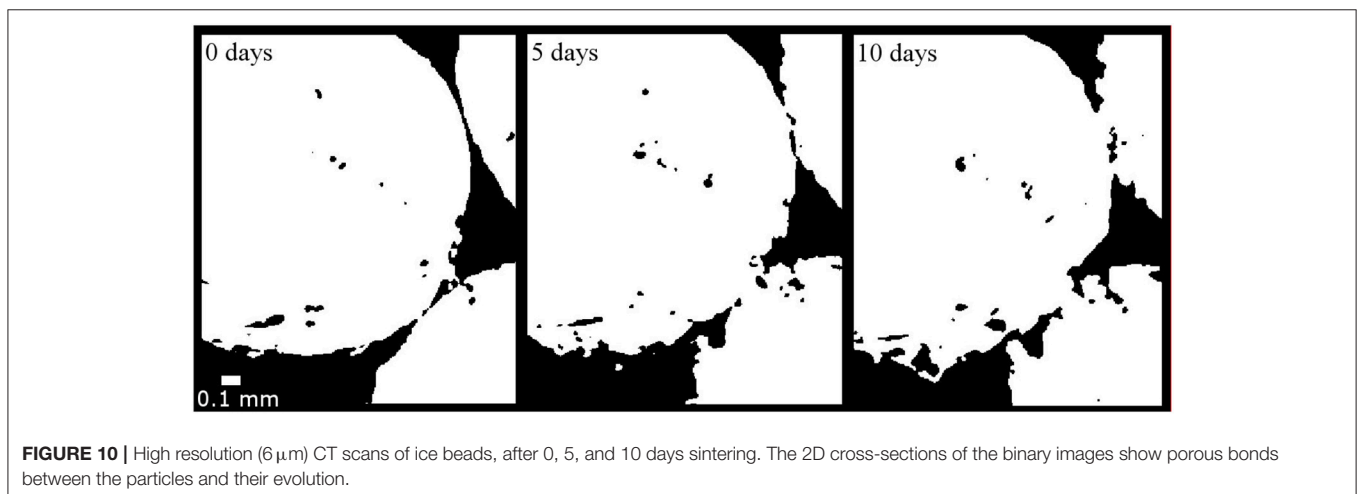 0 days
5 days
10 days
0.1 mm
FIGURE 10 | High resolution (6 μm) CT scans of ice beads, after 0, 5, and 10 days sintering. The 2D cross-sections of the binary images show porous bonds
between the particles and their evolution.